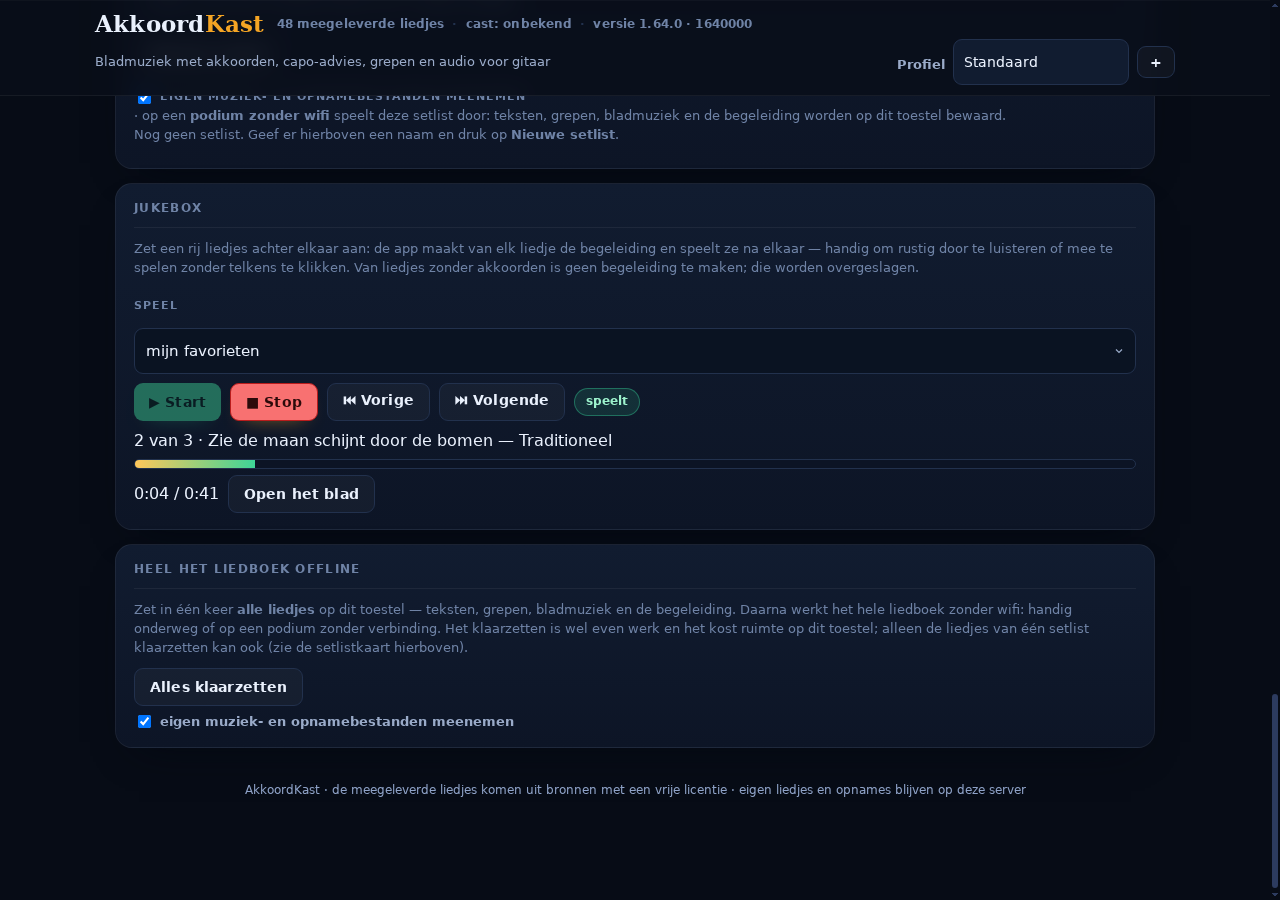 AkkoordKast 48 meegeleverde liedjes · cast: onbekend · versie 1.64.0 · 1640000
Bladmuziek met akkoorden, capo-advies, grepen en audio voor gitaar
Profiel Standaard +
EIGEN MUZIEK- EN OPNAMEBESTANDEN MEENEMEN
· op een podium zonder wifi speelt deze setlist door: teksten, grepen, bladmuziek en de begeleiding worden op dit toestel bewaard.
Nog geen setlist. Geef er hierboven een naam en druk op Nieuwe setlist.
JUKEBOX
Zet een rij liedjes achter elkaar aan: de app maakt van elk liedje de begeleiding en speelt ze na elkaar — handig om rustig door te luisteren of mee te
spelen zonder telkens te klikken. Van liedjes zonder akkoorden is geen begeleiding te maken; die worden overgeslagen.
SPEEL
mijn favorieten
▶ Start ■ Stop ⏮ Vorige ⏭ Volgende speelt
2 van 3 · Zie de maan schijnt door de bomen — Traditioneel
0:04 / 0:41 Open het blad
HEEL HET LIEDBOEK OFFLINE
Zet in één keer alle liedjes op dit toestel — teksten, grepen, bladmuziek en de begeleiding. Daarna werkt het hele liedboek zonder wifi: handig
onderweg of op een podium zonder verbinding. Het klaarzetten is wel even werk en het kost ruimte op dit toestel; alleen de liedjes van één setlist
klaarzetten kan ook (zie de setlistkaart hierboven).
Alles klaarzetten
eigen muziek- en opnamebestanden meenemen
AkkoordKast · de meegeleverde liedjes komen uit bronnen met een vrije licentie · eigen liedjes en opnames blijven op deze server